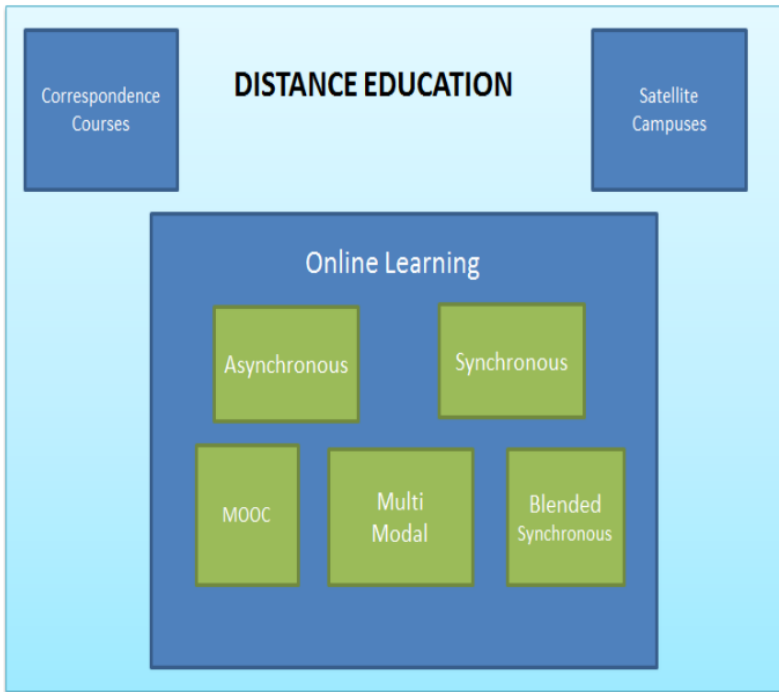 DISTANCE EDUCATION
Correspondence
Courses
Satellite
Campuses
Online Learning
Asynchronous
Synchronous
MOOC
Multi
Modal
Blended
Synchronous